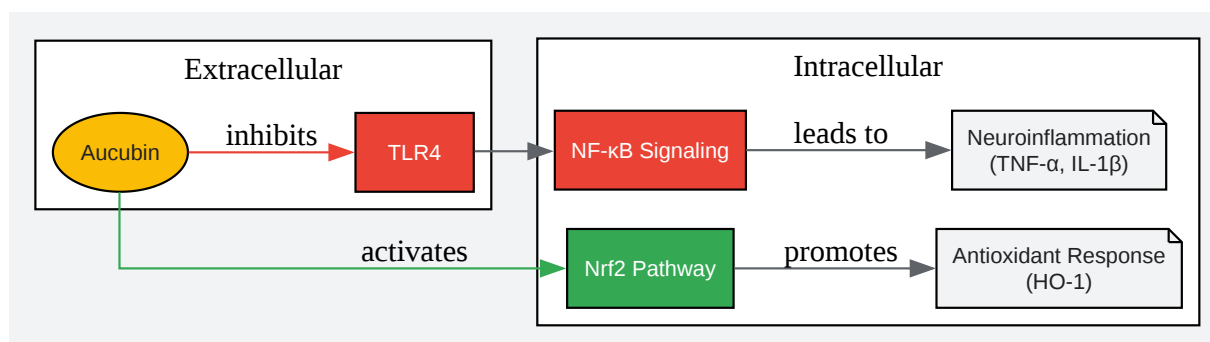 Extracellular
Intracellular
Aucubin
inhibits
TLR4
NF-κB Signaling
leads to
Neuroinflammation
(TNF-α, IL-1β)
activates
Nrf2 Pathway
promotes
Antioxidant Response
(HO-1)